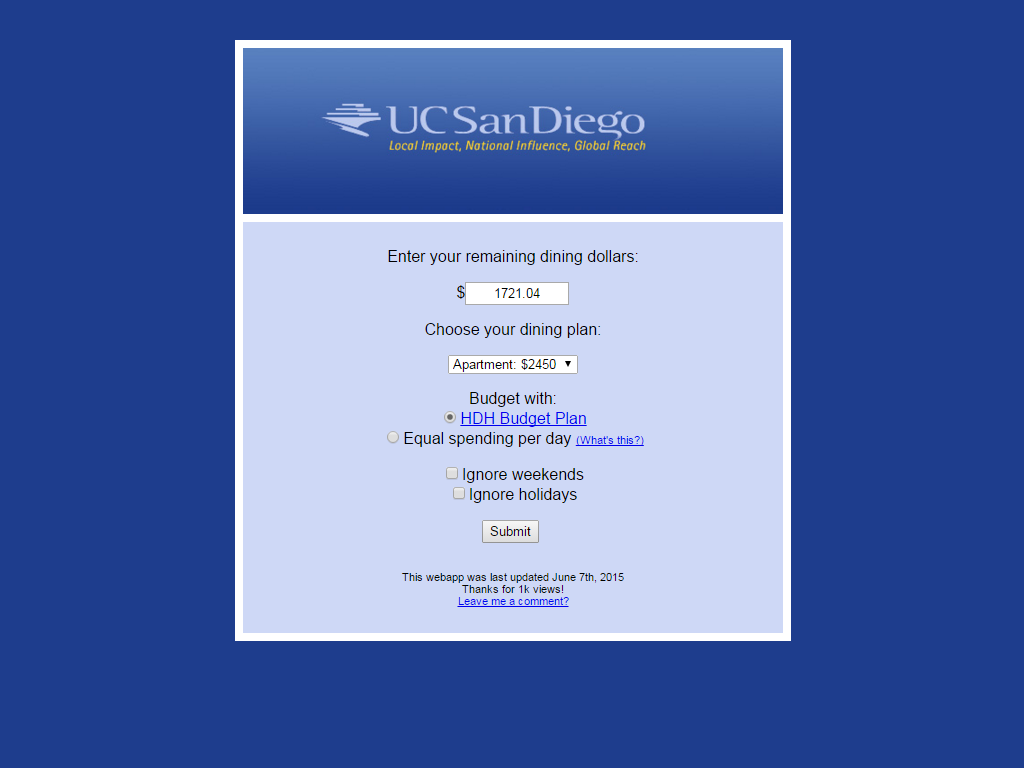 UC San Diego
Local Impact, National Influence, Global Reach
Enter your remaining dining dollars:
$ 1721.04
Choose your dining plan:
Apartment: $2450
Budget with:
HDH Budget Plan
Equal spending per day (What's this?)
Ignore weekends
Ignore holidays
Submit
This webapp was last updated June 7th, 2015
Thanks for 1k views!
Leave me a comment?